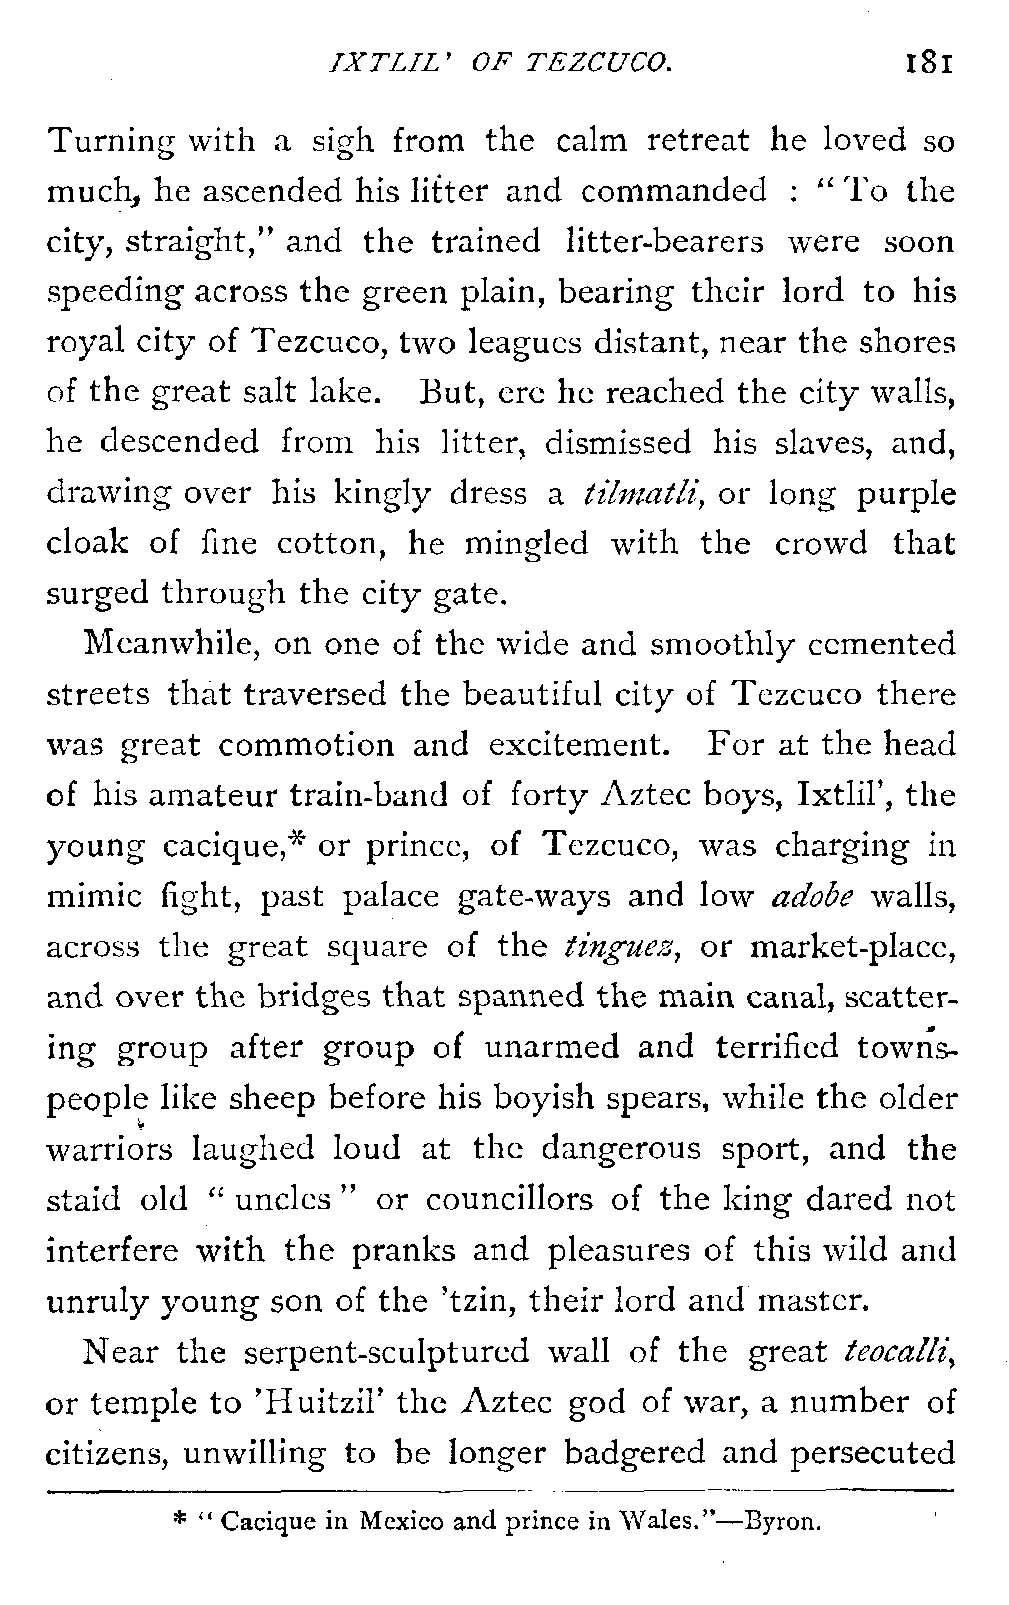 IXTLIL' OF TEZCUCO. 181
Turning with a sigh from the calm retreat he loved so
much, he ascended his litter and commanded : “ To the
city, straight,” and the trained litter-bearers were soon
speeding across the green plain, bearing their lord to his
royal city of Tezcuco, two leagues distant, near the shores
of the great salt lake. But, ere he reached the city walls,
he descended from his litter, dismissed his slaves, and,
drawing over his kingly dress a tilmatli, or long purple
cloak of fine cotton, he mingled with the crowd that
surged through the city gate.
Meanwhile, on one of the wide and smoothly cemented
streets that traversed the beautiful city of Tezcuco there
was great commotion and excitement. For at the head
of his amateur train-band of forty Aztec boys, Ixtlil’, the
young cacique,* or prince, of Tezcuco, was charging in
mimic fight, past palace gate-ways and low adobe walls,
across the great square of the tinguez, or market-place,
and over the bridges that spanned the main canal, scatter-
ing group after group of unarmed and terrified towns-
people like sheep before his boyish spears, while the older
warriors laughed loud at the dangerous sport, and the
staid old “ uncles ” or councillors of the king dared not
interfere with the pranks and pleasures of this wild and
unruly young son of the ’tzin, their lord and master.
Near the serpent-sculptured wall of the great teocalli,
or temple to ’Huitzil’ the Aztec god of war, a number of
citizens, unwilling to be longer badgered and persecuted
* “ Cacique in Mexico and prince in Wales.”—Byron.